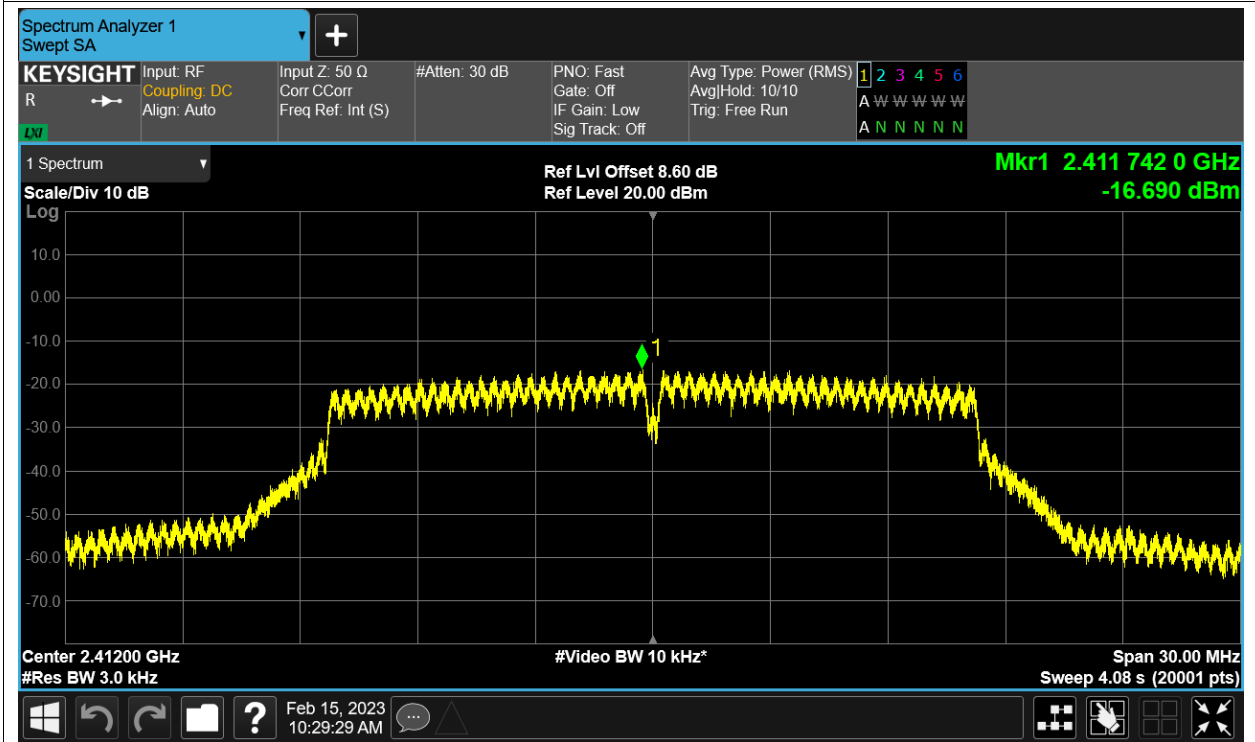 Spectrum Analyzer 1
Swept SA
+
KEYSIGHT
R
LXI
Input: RF
Coupling: DC
Align: Auto
Input Z: 50 Ω
Corr CCorr
Freq Ref: Int (S)
#Atten: 30 dB
PNO: Fast
Gate: Off
IF Gain: Low
Sig Track: Off
Avg Type: Power (RMS)
Avg|Hold: 10/10
Trig: Free Run
1 2 3 4 5 6
A W W W W W
A N N N N N
1 Spectrum
Scale/Div 10 dB
Log
Ref Lvl Offset 8.60 dB
Ref Level 20.00 dBm
Mkr1 2.411 742 0 GHz
-16.690 dBm
10.0
0.00
-10.0
-20.0
-30.0
-40.0
-50.0
-60.0
-70.0
1
Center 2.41200 GHz
#Res BW 3.0 kHz
#Video BW 10 kHz*
Span 30.00 MHz
Sweep 4.08 s (20001 pts)
?
Feb 15, 2023
10:29:29 AM